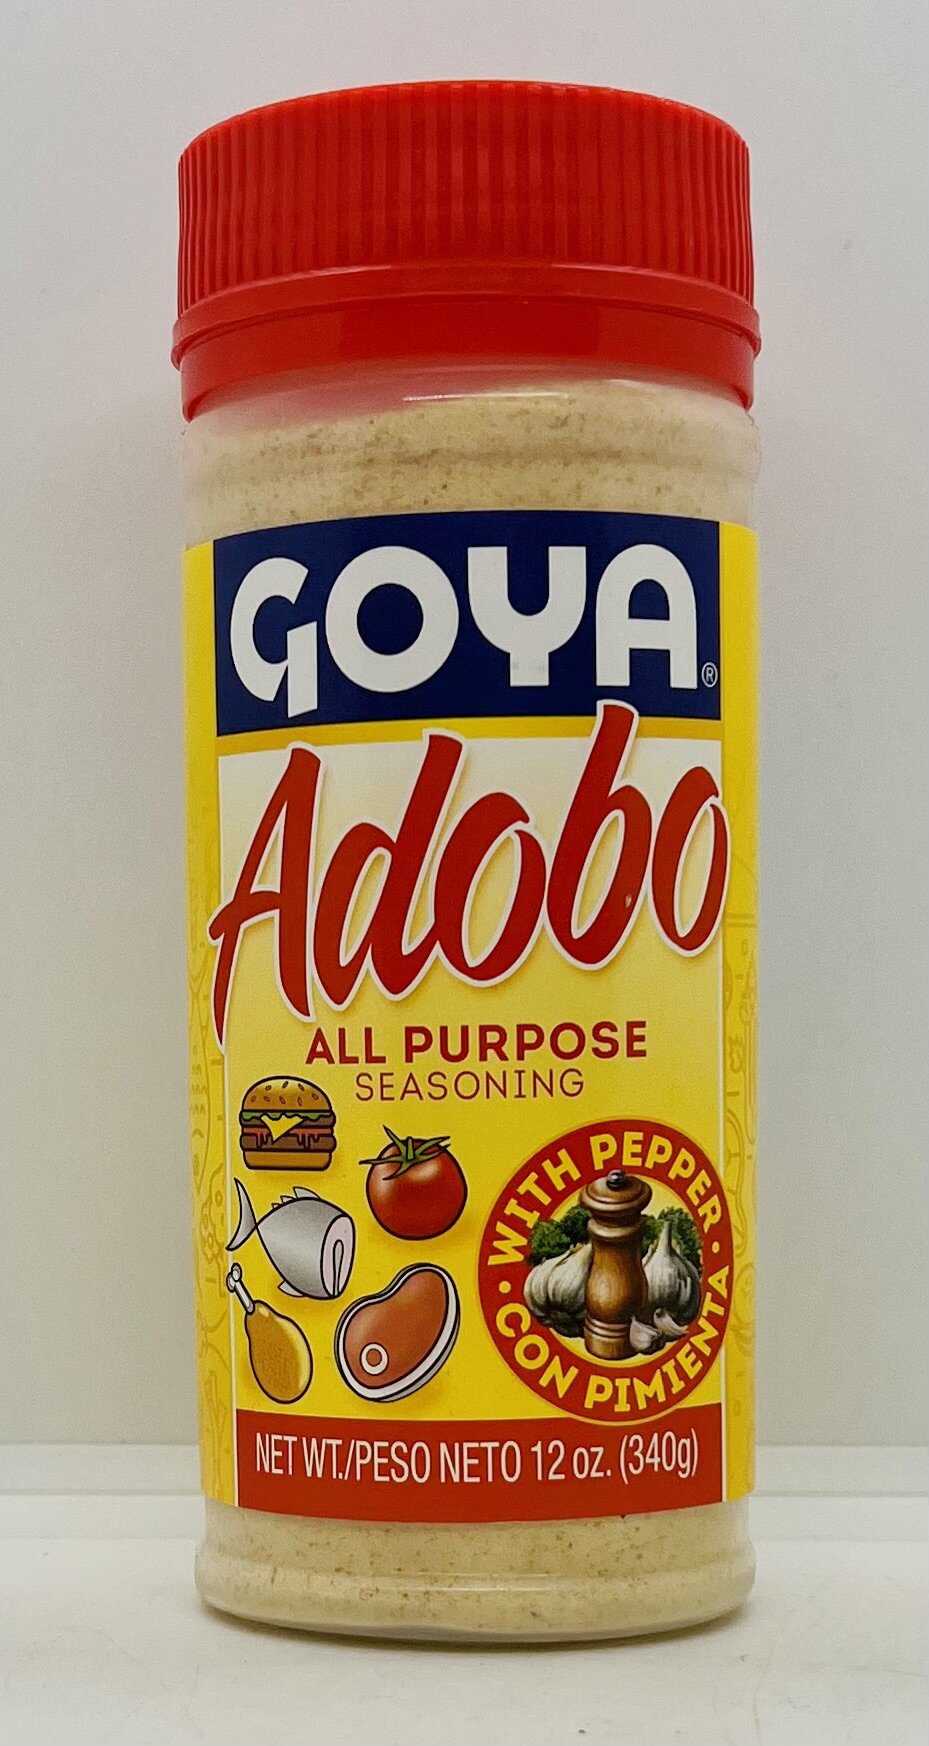 GOYA®
Adobo
ALL PURPOSE
SEASONING
WITH PEPPER
• CON PIMIENTA •
NET WT./PESO NETO 12 oz. (340g)